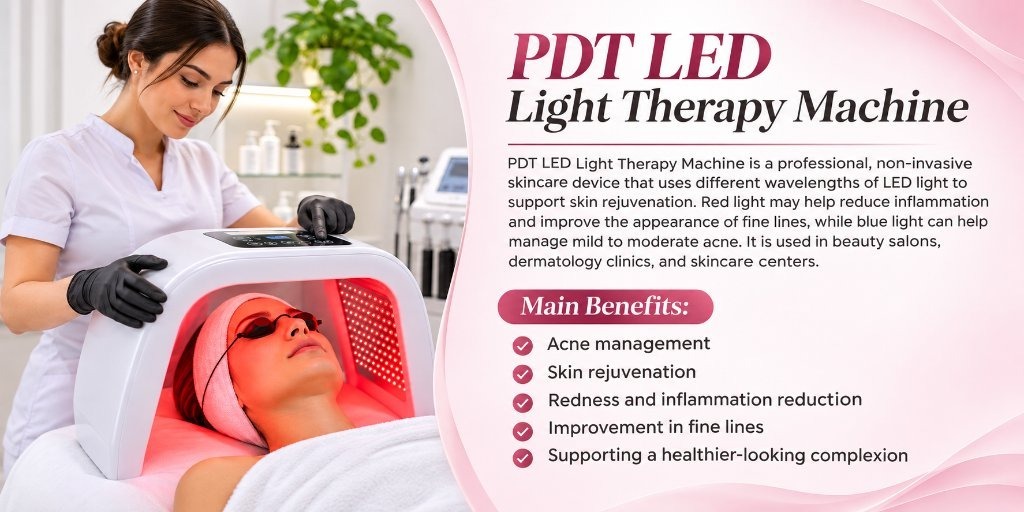 PDT LED
Light Therapy Machine
PDT LED Light Therapy Machine is a professional, non-invasive
skincare device that uses different wavelengths of LED light to
support skin rejuvenation. Red light may help reduce inflammation
and improve the appearance of fine lines, while blue light can help
manage mild to moderate acne. It is used in beauty salons,
dermatology clinics, and skincare centers.
Main Benefits:
Acne management
Skin rejuvenation
Redness and inflammation reduction
Improvement in fine lines
Supporting a healthier-looking complexion